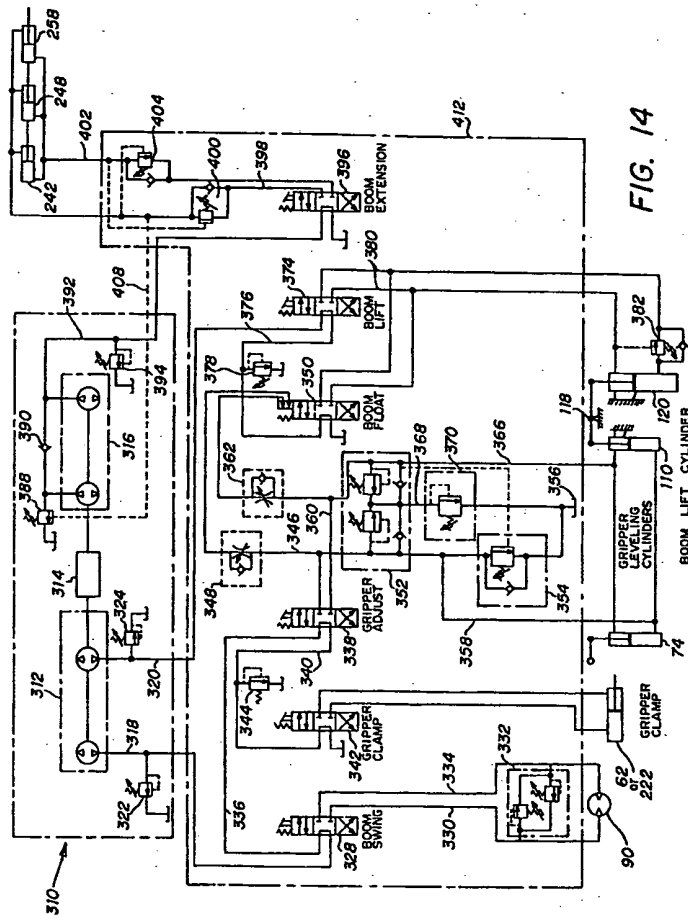 258
248
242
402
404
412
400
398
396
BOOM
EXTENSION
408
392
390
394
388
316
314
312
324
320
318
322
310
374
376
BOOM
LIFT
380
378
350
BOOM
FLOAT
382
118
120
110
362
348
346
360
352
368
370
366
356
354
358
GRIPPER
ADJUST
338
340
344
336
342
GRIPPER
CLAMP
GRIPPER
LEVELING
CYLINDERS
BOOM LIFT CYLINDER
74
328
BOOM
SWING
330
334
332
90
62
or
222
GRIPPER
CLAMP
FIG. 14